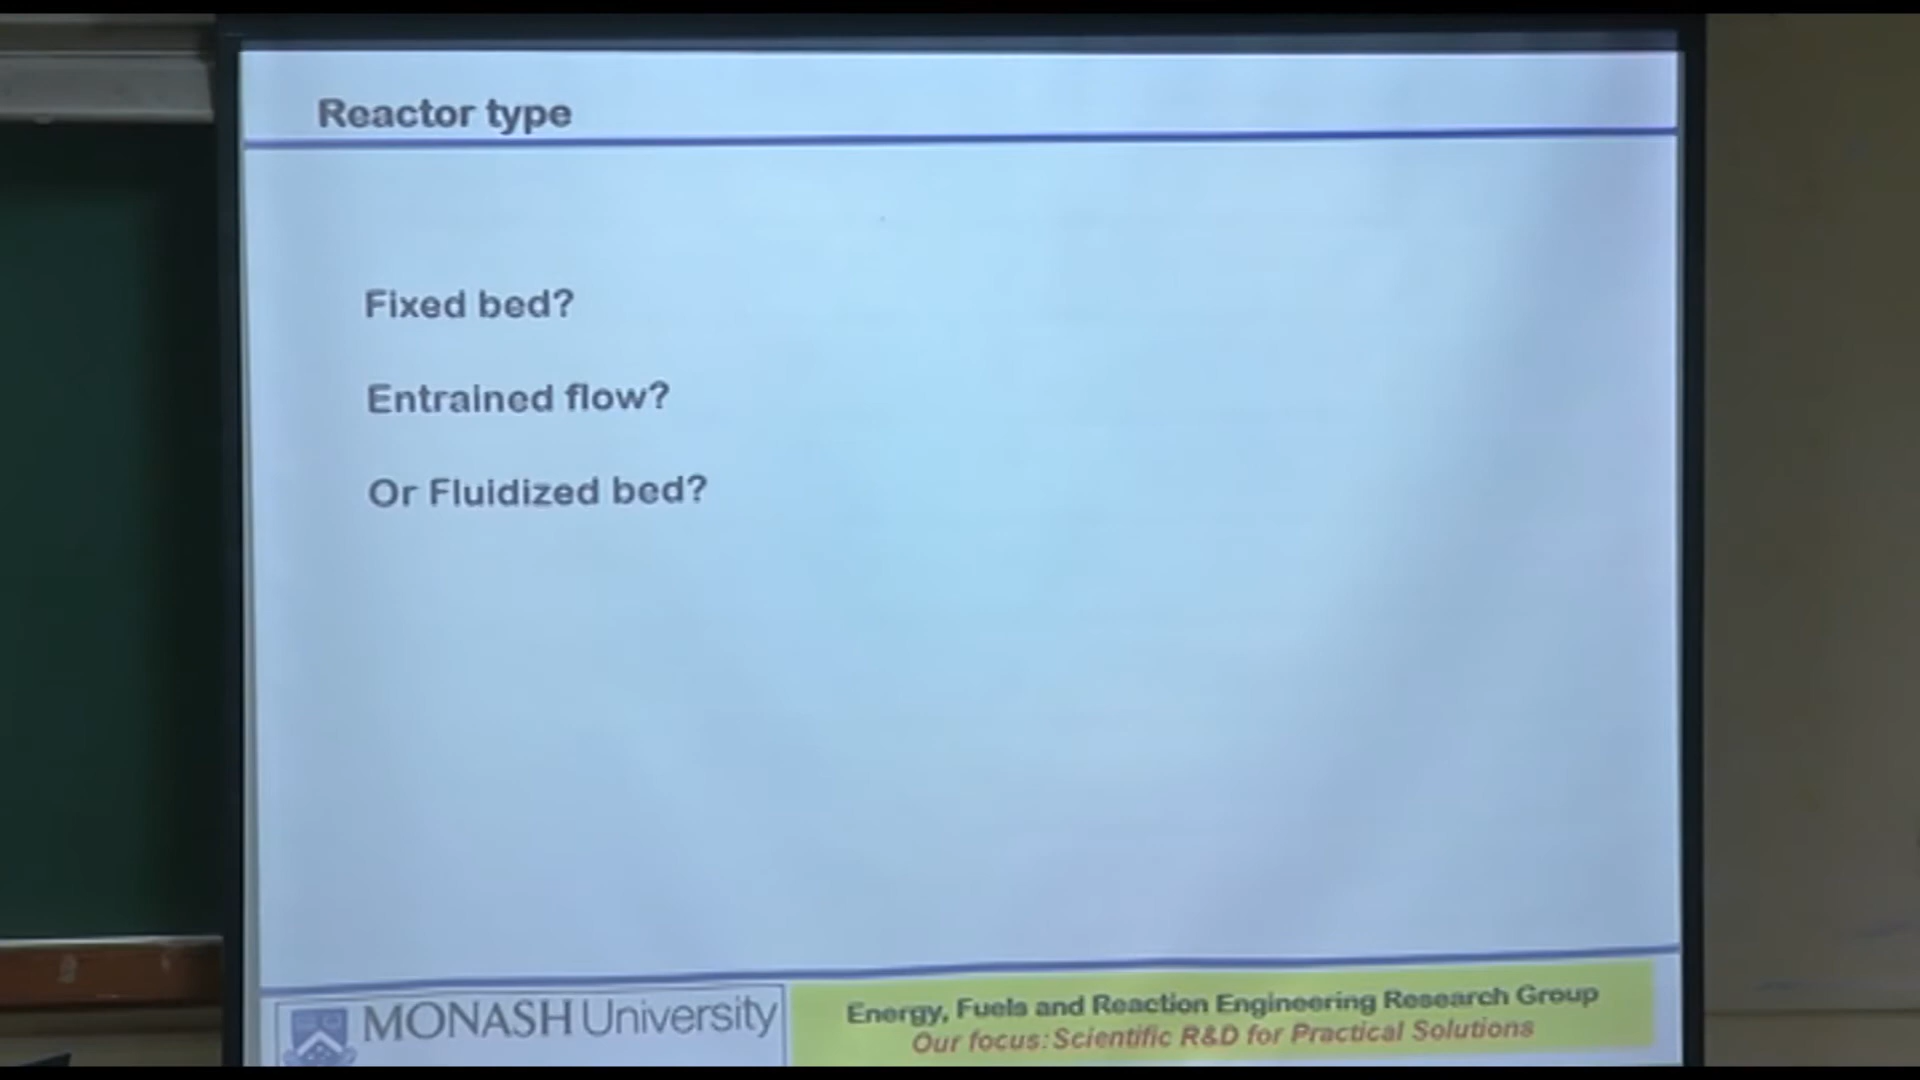 Reactor type
Fixed bed?
Entrained flow?
Or Fluidized bed?
MONASH University
Energy, Fuels and Reaction Engineering Research Group
Our focus: Scientific R&D for Practical Solutions